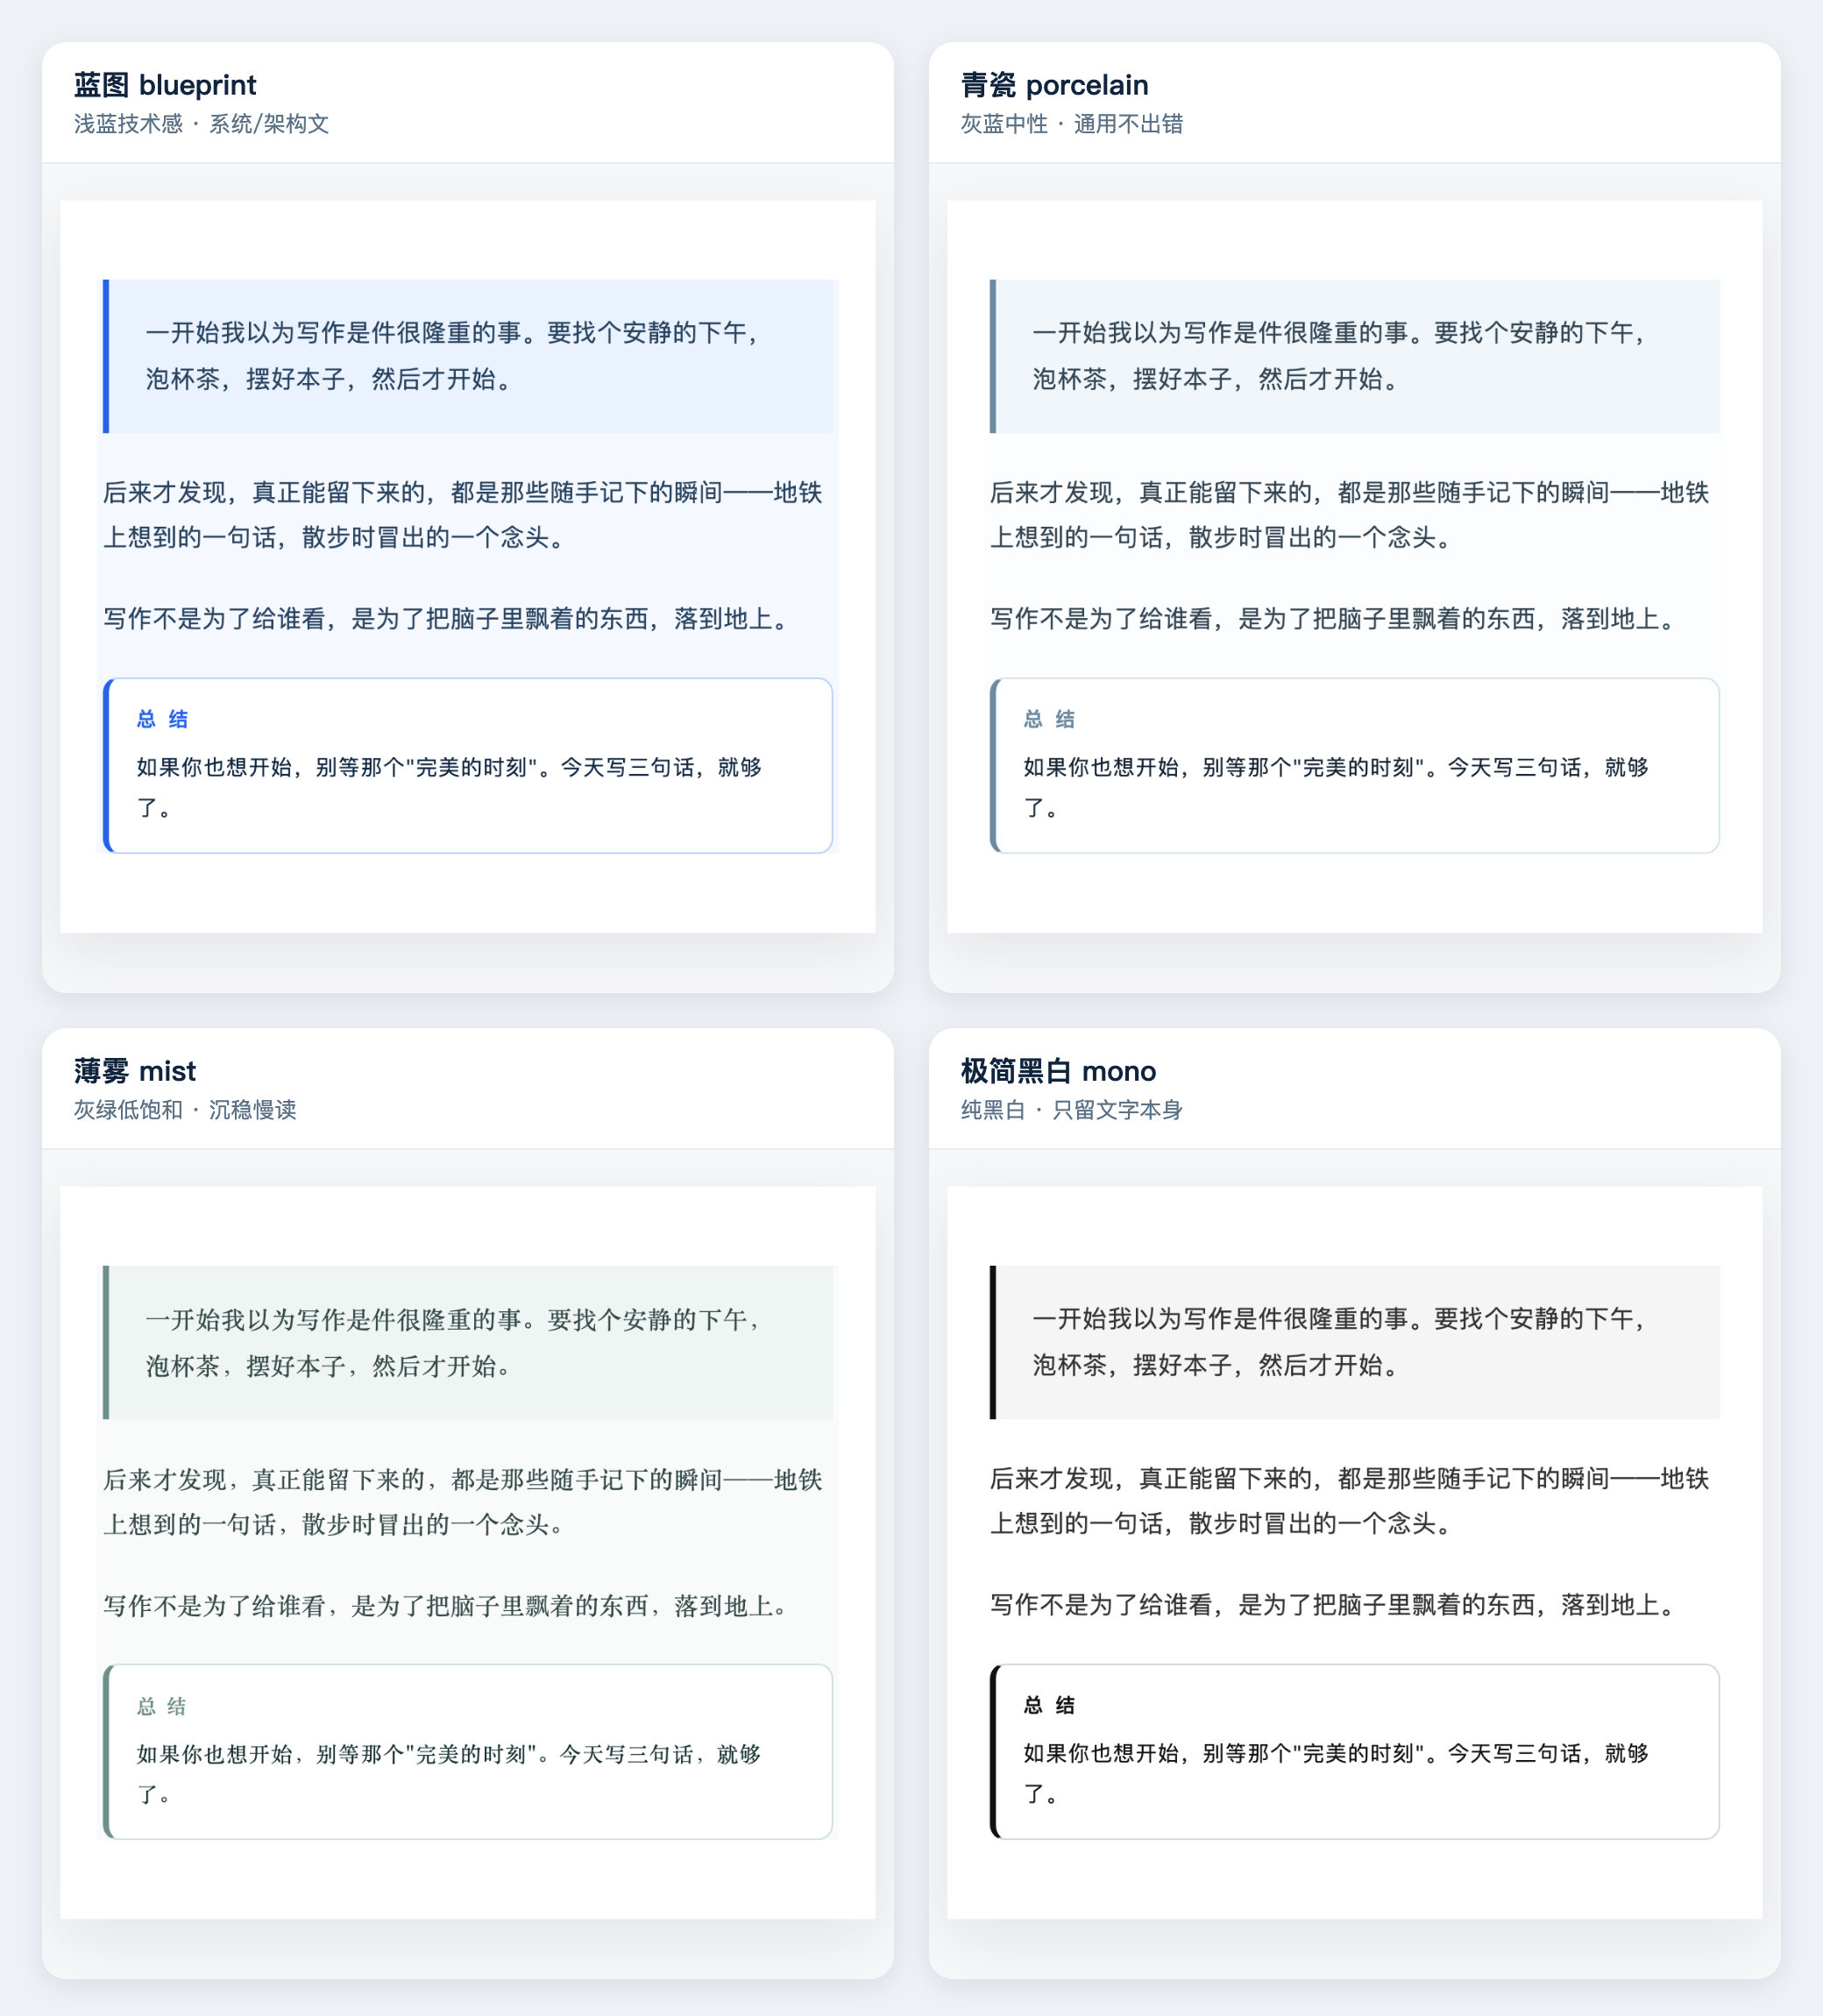 蓝图 blueprint
浅蓝技术感 · 系统/架构文
一开始我以为写作是件很隆重的事。要找个安静的下午，
泡杯茶，摆好本子，然后才开始。
后来才发现，真正能留下来的，都是那些随手记下的瞬间——地铁
上想到的一句话，散步时冒出的一个念头。
写作不是为了给谁看，是为了把脑子里飘着的东西，落到地上。
总 结
如果你也想开始，别等那个"完美的时刻"。今天写三句话，就够
了。
青瓷 porcelain
灰蓝中性 · 通用不出错
一开始我以为写作是件很隆重的事。要找个安静的下午，
泡杯茶，摆好本子，然后才开始。
后来才发现，真正能留下来的，都是那些随手记下的瞬间——地铁
上想到的一句话，散步时冒出的一个念头。
写作不是为了给谁看，是为了把脑子里飘着的东西，落到地上。
总 结
如果你也想开始，别等那个"完美的时刻"。今天写三句话，就够
了。
薄雾 mist
灰绿低饱和 · 沉稳慢读
一开始我以为写作是件很隆重的事。要找个安静的下午，
泡杯茶，摆好本子，然后才开始。
后来才发现，真正能留下来的，都是那些随手记下的瞬间——地铁
上想到的一句话，散步时冒出的一个念头。
写作不是为了给谁看，是为了把脑子里飘着的东西，落到地上。
总 结
如果你也想开始，别等那个"完美的时刻"。今天写三句话，就够
了。
极简黑白 mono
纯黑白 · 只留文字本身
一开始我以为写作是件很隆重的事。要找个安静的下午，
泡杯茶，摆好本子，然后才开始。
后来才发现，真正能留下来的，都是那些随手记下的瞬间——地铁
上想到的一句话，散步时冒出的一个念头。
写作不是为了给谁看，是为了把脑子里飘着的东西，落到地上。
总 结
如果你也想开始，别等那个"完美的时刻"。今天写三句话，就够
了。